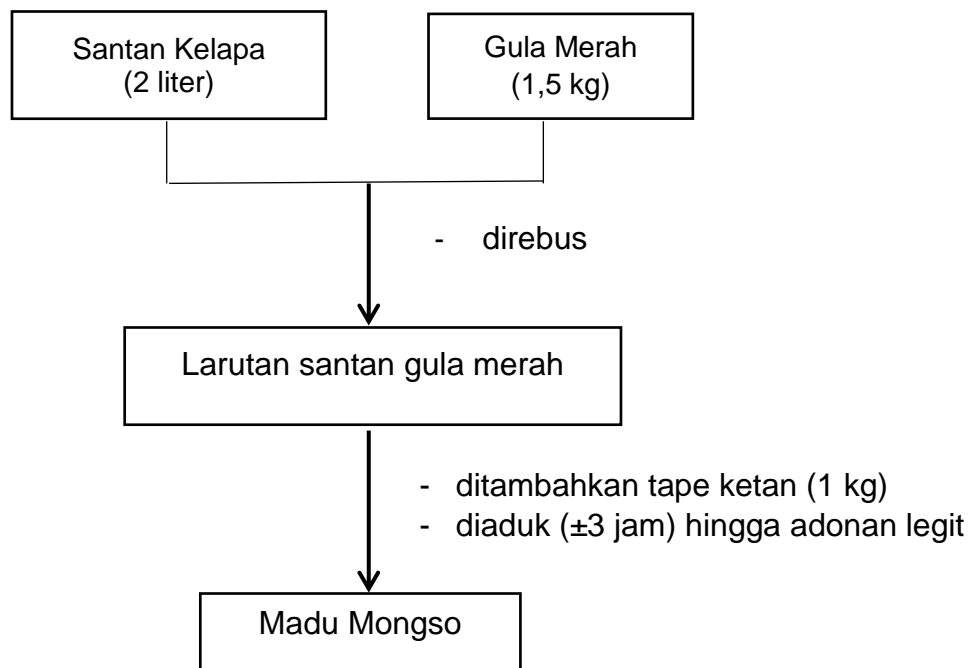 Santan Kelapa
(2 liter)
Gula Merah
(1,5 kg)
- direbus
Larutan santan gula merah
- ditambahkan tape ketan (1 kg)
- diaduk (±3 jam) hingga adonan legit
Madu Mongso